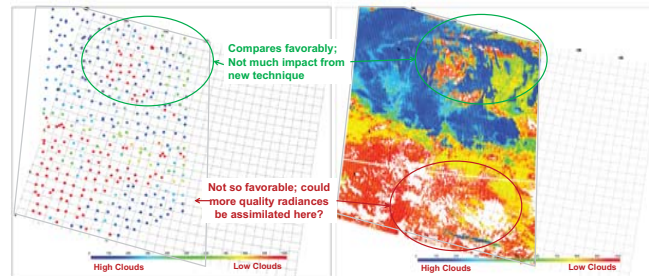 Compares favorably;
Not much impact from
new technique
Not so favorable; could
more quality radiances
be assimilated here?
High Clouds
Low Clouds
High Clouds
Low Clouds